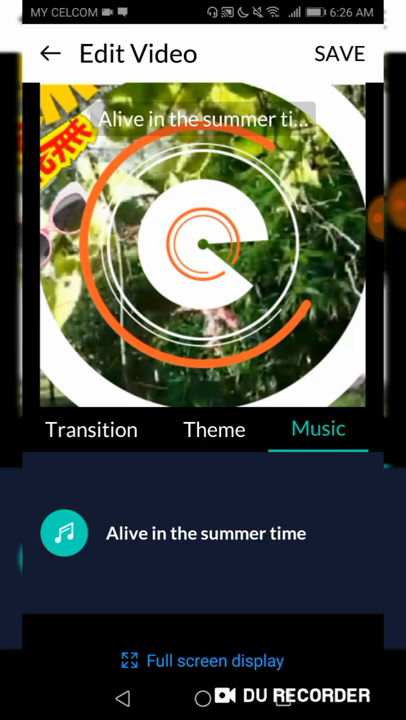 MY CELCOM
6:26 AM
Edit Video
SAVE
Alive in the summer ti...
Transition
Theme
Music
Alive in the summer time
Full screen display
DU RECORDER